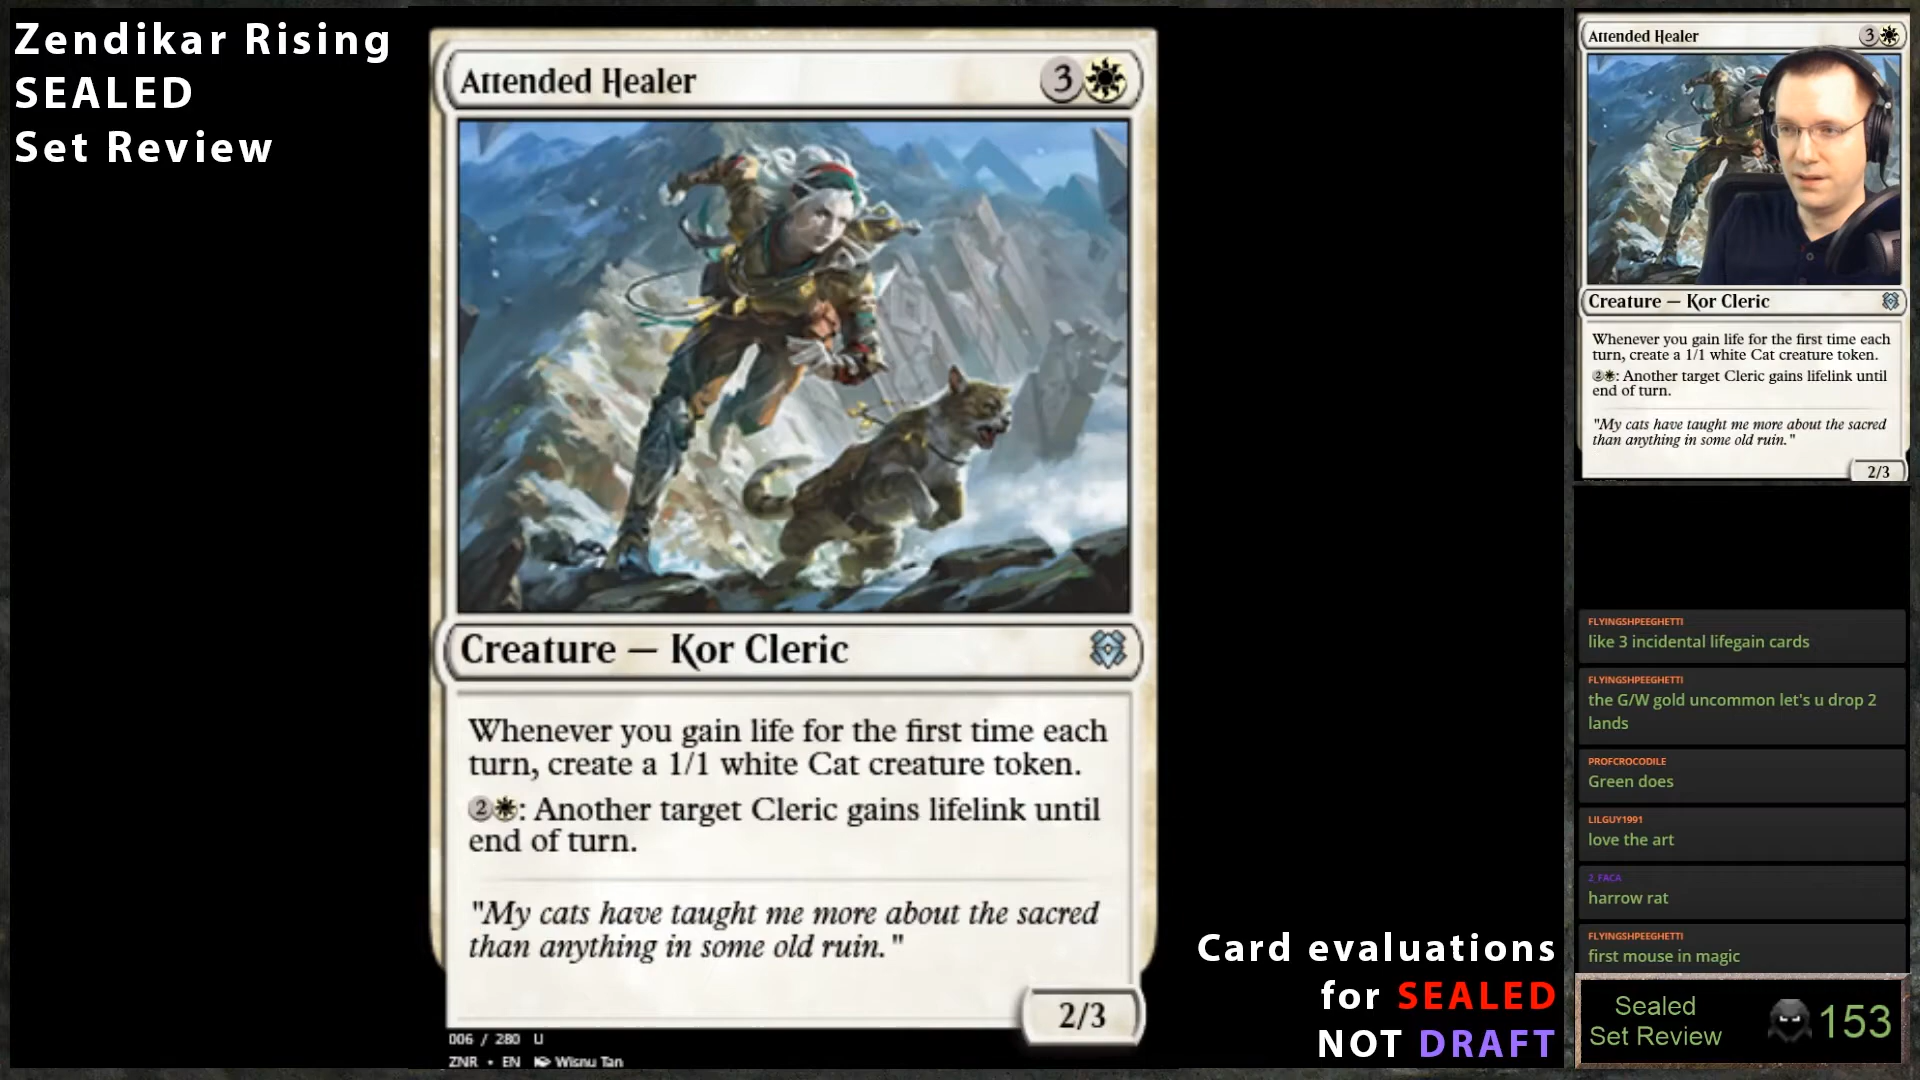 Zendikar Rising
SEALED
Set Review
Attended Healer
3
Creature — Kor Cleric
Whenever you gain life for the first time each
turn, create a 1/1 white Cat creature token.
2: Another target Cleric gains lifelink until
end of turn.
"My cats have taught me more about the sacred
than anything in some old ruin."
2/3
006 / 280 U
ZNR • EN Wisnu Tan
Card evaluations
for SEALED
NOT DRAFT
Attended Healer
3
Creature — Kor Cleric
Whenever you gain life for the first time each
turn, create a 1/1 white Cat creature token.
2: Another target Cleric gains lifelink until
end of turn.
"My cats have taught me more about the sacred
than anything in some old ruin."
2/3
FLYINGSHPEEGHETTI
like 3 incidental lifegain cards
FLYINGSHPEEGHETTI
the G/W gold uncommon let's u drop 2
lands
PROFCROCODILE
Green does
LILGUY1991
love the art
2_FACA
harrow rat
FLYINGSHPEEGHETTI
first mouse in magic
Sealed
Set Review
153